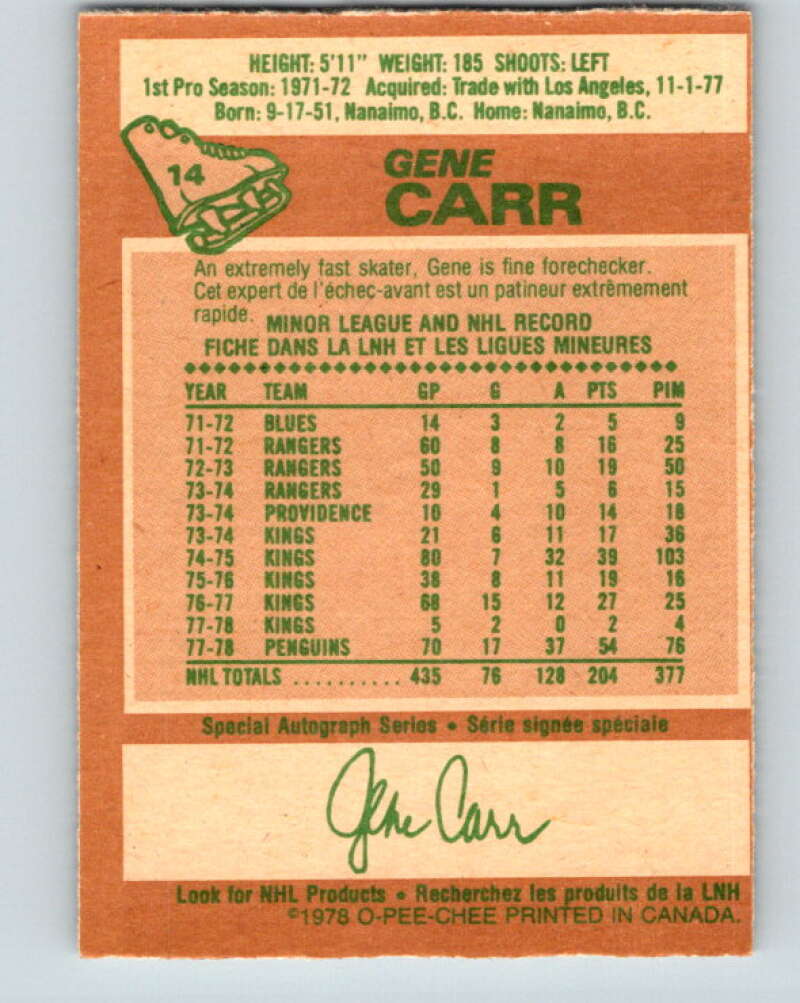 HEIGHT: 5'11" WEIGHT: 185 SHOOTS: LEFT
1st Pro Season: 1971-72 Acquired: Trade with Los Angeles, 11-1-77
Born: 9-17-51, Nanaimo, B.C. Home: Nanaimo, B.C.
14
GENE
CARR
An extremely fast skater, Gene is fine forechecker.
Cet expert de l'échec-avant est un patineur extrêmement
rapide.
MINOR LEAGUE AND NHL RECORD
FICHE DANS LA LNH ET LES LIGUES MINEURES
YEAR TEAM GP G A PTS PIM
71-72 BLUES 14 3 2 5 9
71-72 RANGERS 60 8 8 16 25
72-73 RANGERS 50 9 10 19 50
73-74 RANGERS 29 1 5 6 15
73-74 PROVIDENCE 10 4 10 14 18
73-74 KINGS 21 6 11 17 36
74-75 KINGS 80 7 32 39 103
75-76 KINGS 38 8 11 19 16
76-77 KINGS 68 15 12 27 25
77-78 KINGS 5 2 0 2 4
77-78 PENGUINS 70 17 37 54 76
NHL TOTALS .......... 435 76 128 204 377
Special Autograph Series • Série signée spéciale
Gene Carr
Look for NHL Products • Recherchez les produits de la LNH
©1978 O-PEE-CHEE PRINTED IN CANADA.